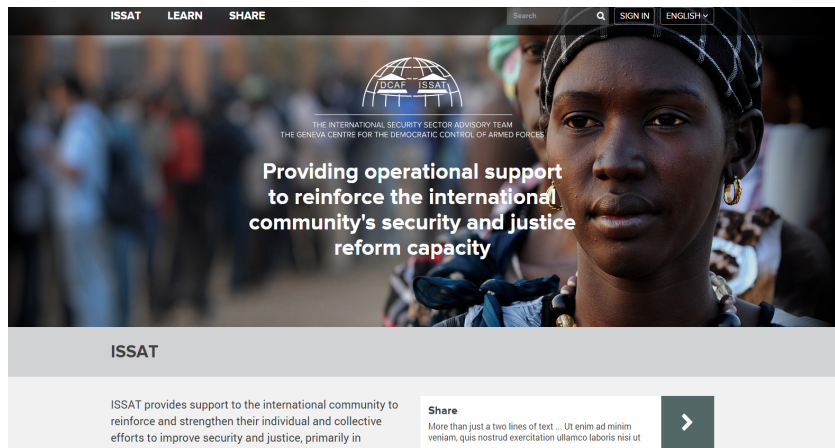 ISSAT LEARN SHARE Search SIGN IN ENGLISH
DCAF ISSAT
THE INTERNATIONAL SECURITY SECTOR ADVISORY TEAM
THE GENEVA CENTRE FOR THE DEMOCRATIC CONTROL OF ARMED FORCES
Providing operational support
to reinforce the international
community's security and justice
reform capacity
ISSAT
ISSAT provides support to the international community to
reinforce and strengthen their individual and collective
efforts to improve security and justice, primarily in
Share
More than just a two lines of text ... Ut enim ad minim
veniam, quis nostrud exercitation ullamco laboris nisi ut